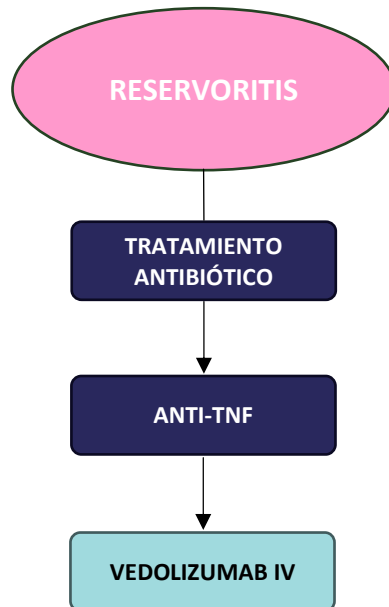 RESERVORITIS
TRATAMIENTO
ANTIBIÓTICO
ANTI-TNF
VEDOLIZUMAB IV